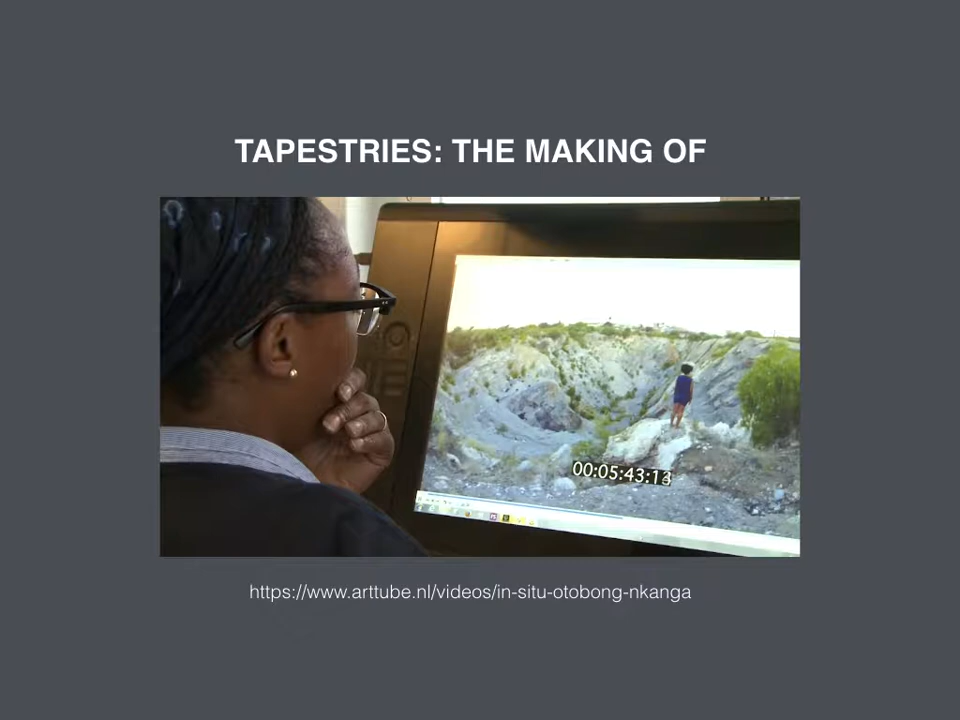 TAPESTRIES: THE MAKING OF
00:05:43:13
https://www.arttube.nl/videos/in-situ-otobong-nkanga